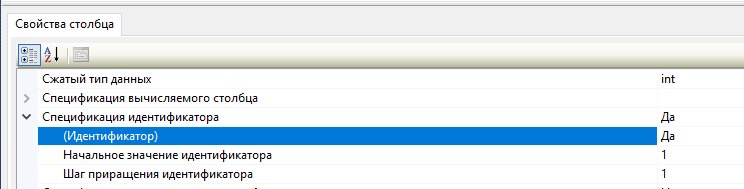 Свойства столбца
Сжатый тип данных int
Спецификация вычисляемого столбца
Спецификация идентификатора Да
(Идентификатор) Да
Начальное значение идентификатора 1
Шаг приращения идентификатора 1